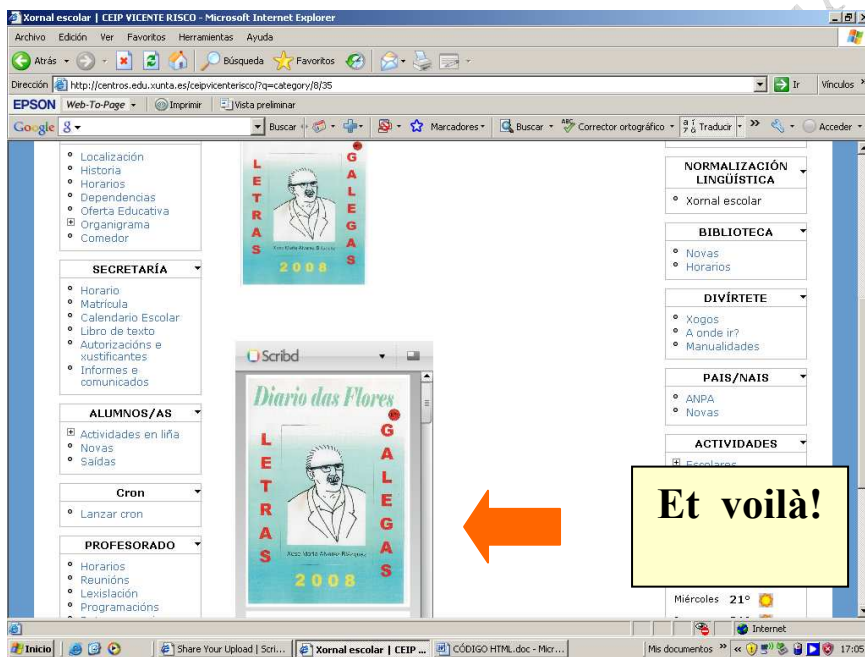 Xornal escolar | CEIP VICENTE RISCO - Microsoft Internet Explorer
Archivo Edición Ver Favoritos Herramientas Ayuda
Atrás Búsqueda Favoritos
Dirección http://centros.edu.xunta.es/ceipvicenterisco/?q=category/8/35 Ir Vínculos »
EPSON Web-To-Page Imprimir Vista preliminar
Google Buscar Marcadores Buscar Corrector ortográfico Traducir » Acceder
Localización
Historia
Horarios
Dependencias
Oferta Educativa
Organigrama
Comedor
SECRETARÍA
Horario
Matrícula
Calendario Escolar
Libro de texto
Autorizacións e
xustificantes
Informes e
comunicados
ALUMNOS/AS
Actividades en liña
Novas
Saídas
Cron
Lanzar cron
PROFESORADO
Horarios
Reunións
Lexislación
Programacións
LETRAS
GALEGAS
2008
Scribd
Diario das Flores
LETRAS
GALEGAS
2008
NORMALIZACIÓN
LINGÜÍSTICA
Xornal escolar
BIBLIOTECA
Novas
Horarios
DIVÍRTETE
Xogos
A onde ir?
Manualidades
PAIS/NAIS
ANPA
Novas
ACTIVIDADES
Escolares
Et voilà!
Miércoles 21º
Internet
Inicio Share Your Upload | Scri... Xornal escolar | CEIP ... CÓDIGO HTML.doc - Micr... Mis documentos » « 17:05